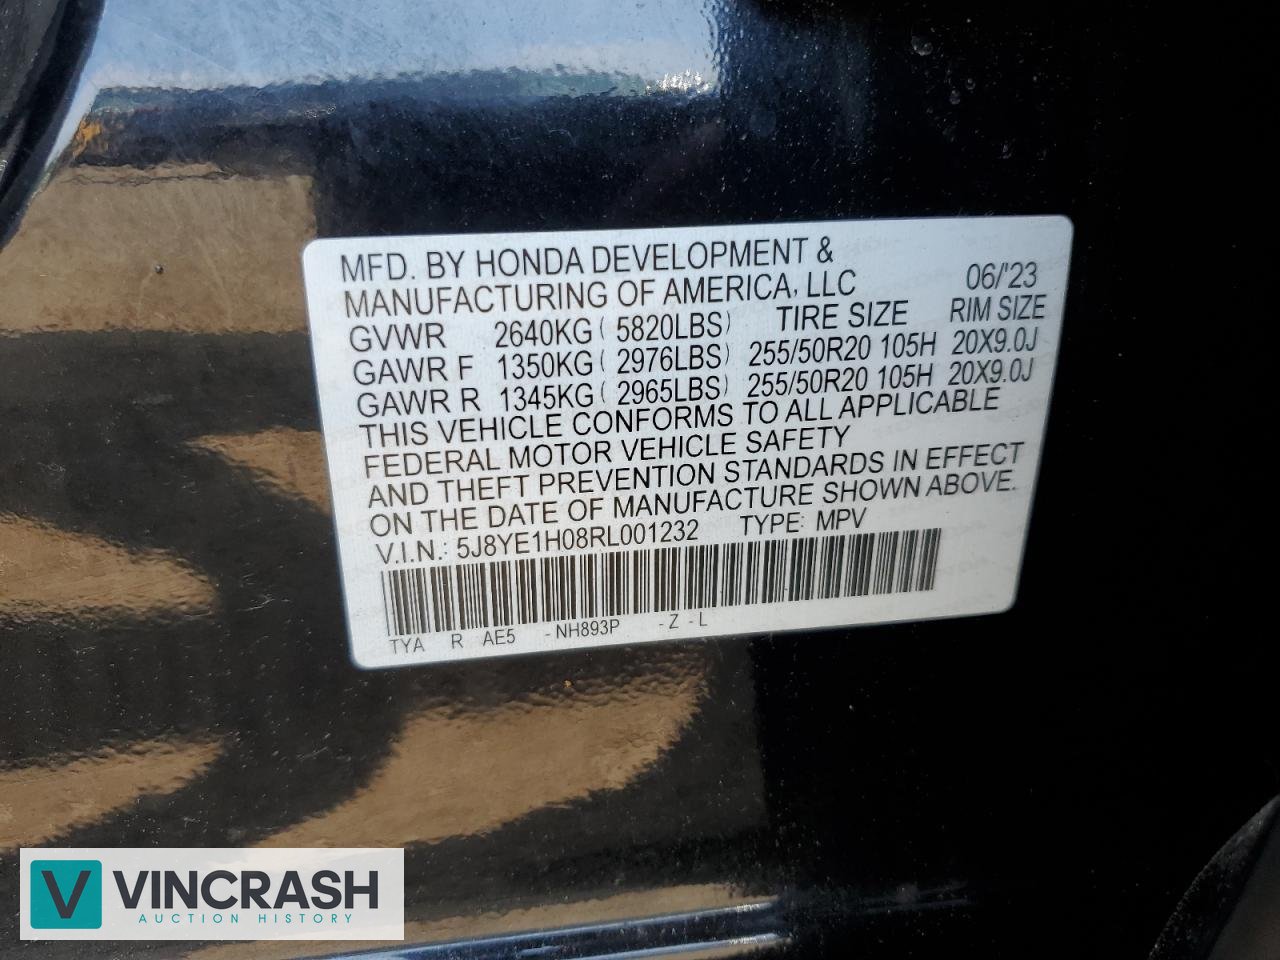 MFD. BY HONDA DEVELOPMENT &
MANUFACTURING OF AMERICA, LLC 06/'23
GVWR 2640KG ( 5820LBS) TIRE SIZE RIM SIZE
GAWR F 1350KG ( 2976LBS) 255/50R20 105H 20X9.0J
GAWR R 1345KG ( 2965LBS) 255/50R20 105H 20X9.0J
THIS VEHICLE CONFORMS TO ALL APPLICABLE
FEDERAL MOTOR VEHICLE SAFETY
AND THEFT PREVENTION STANDARDS IN EFFECT
ON THE DATE OF MANUFACTURE SHOWN ABOVE.
V.I.N.: 5J8YE1H08RL001232 TYPE: MPV
TYA R AE5 -NH893P -Z -L
V VINCRASH
AUCTION HISTORY